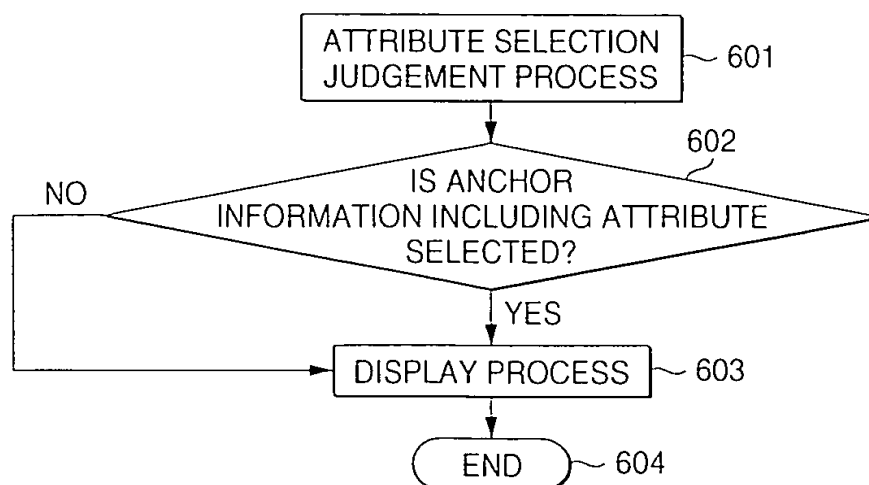 ATTRIBUTE SELECTION
JUDGEMENT PROCESS
601
602
NO
IS ANCHOR
INFORMATION INCLUDING ATTRIBUTE
SELECTED?
YES
DISPLAY PROCESS
603
END
604